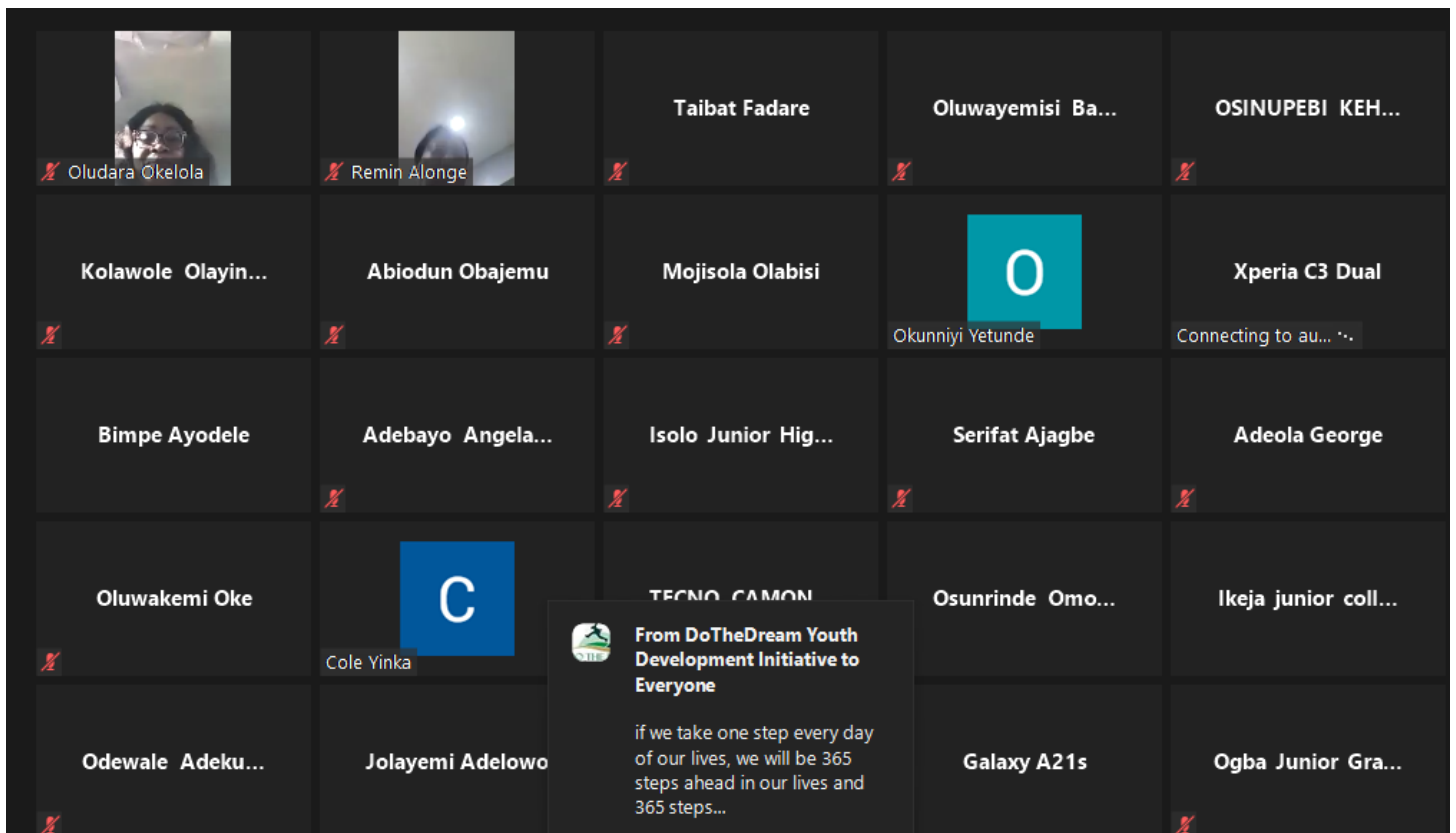 Oludara Okelola
Remin Alonge
Taibat Fadare
Oluwayemisi Ba...
OSINUPEBI KEH...
Kolawole Olayin...
Abiodun Obajemu
Mojisola Olabisi
O
Okunniyi Yetunde
Xperia C3 Dual
Connecting to au...
Bimpe Ayodele
Adebayo Angela...
Isolo Junior Hig...
Serifat Ajagbe
Adeola George
Oluwakemi Oke
C
Cole Yinka
TECNO CAMON
Osunrinde Omo...
Ikeja junior coll...
From DoTheDream Youth
Development Initiative to
Everyone
if we take one step every day
of our lives, we will be 365
steps ahead in our lives and
365 steps...
Odewale Adeku...
Jolayemi Adelowo
Galaxy A21s
Ogba Junior Gra...